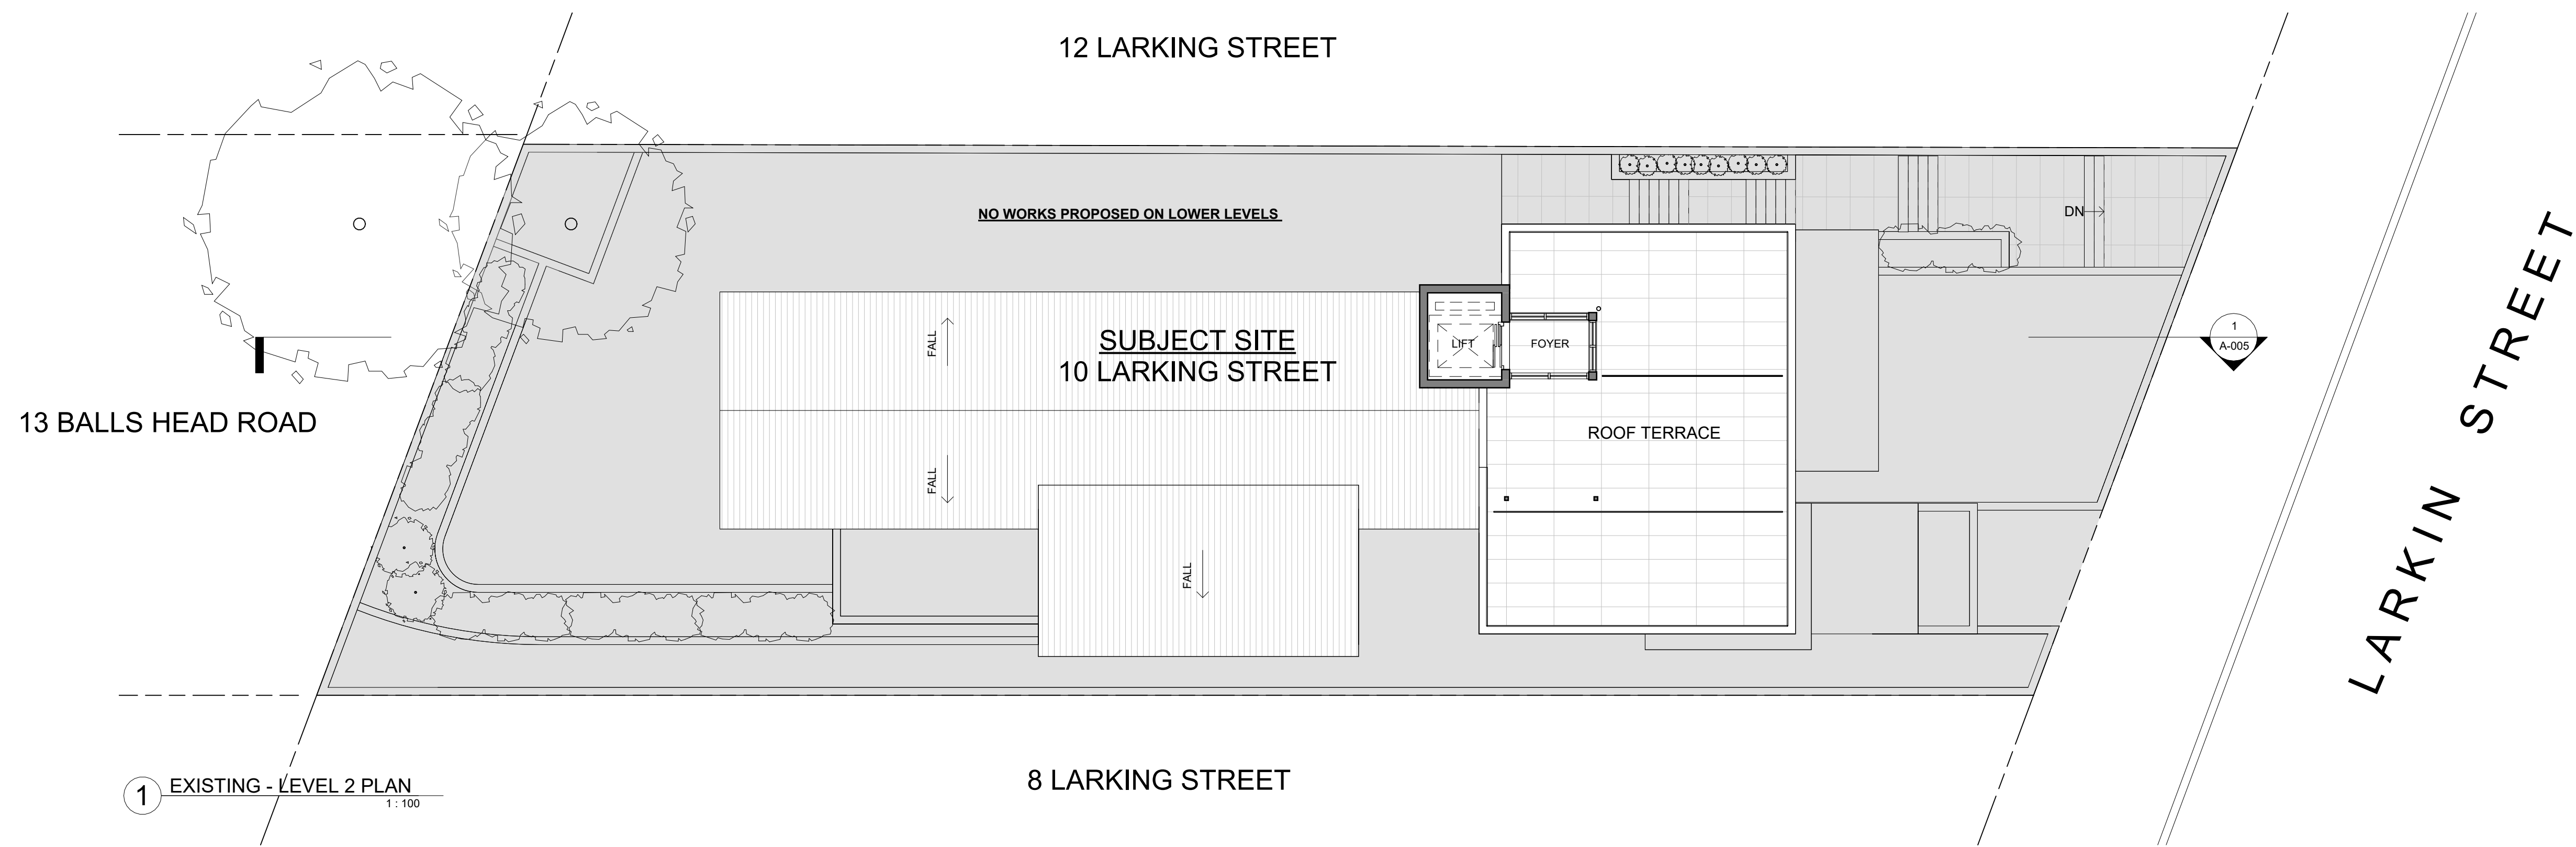 12 LARKING STREET
NO WORKS PROPOSED ON LOWER LEVELS
DN
FALL
SUBJECT SITE
10 LARKING STREET
LIFT
FOYER
1
A-005
13 BALLS HEAD ROAD
ROOF TERRACE
FALL
FALL
LARKIN STREET
8 LARKING STREET
1
EXISTING - LEVEL 2 PLAN
1 : 100